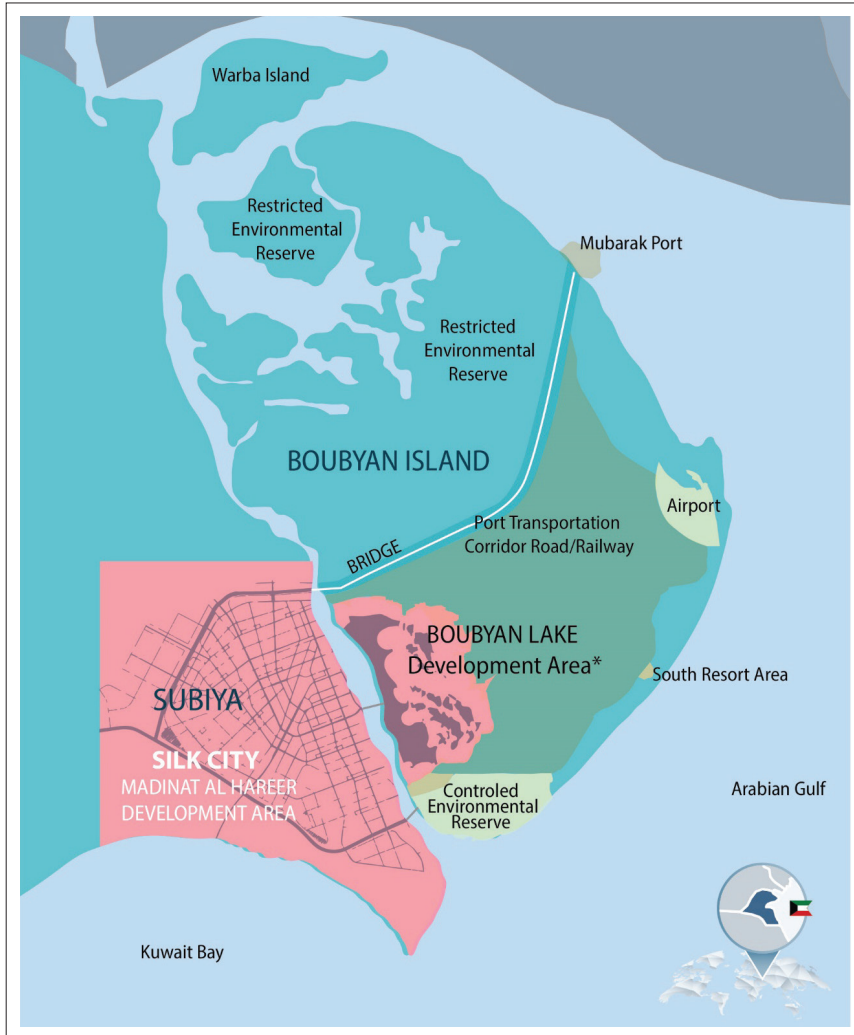 Warba Island
Restricted
Environmental
Reserve
Mubarak Port
Restricted
Environmental
Reserve
BOUBYAN ISLAND
Airport
Port Transportation
Corridor Road/Railway
BRIDGE
BOUBYAN LAKE
Development Area*
South Resort Area
SUBIYA
SILK CITY
MADINAT AL HAREER
DEVELOPMENT AREA
Controled
Environmental
Reserve
Arabian Gulf
Kuwait Bay